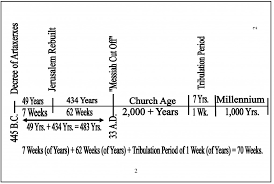 Decree of Artaxerxes
Jerusalem Rebuilt
"Messiah Cut Off"
Tribulation Period
49 Years
434 Years
Church Age
7 Yrs.
Millennium
7 Weeks
62 Weeks
2,000 + Years
1 Wk.
1,000 Yrs.
49 Yrs. + 434 Yrs. = 483 Yrs.
445 B.C.
33 A.D.
7 Weeks (of Years) + 62 Weeks (of Years) + Tribulation Period of 1 Week (of Years) = 70 Weeks.
2